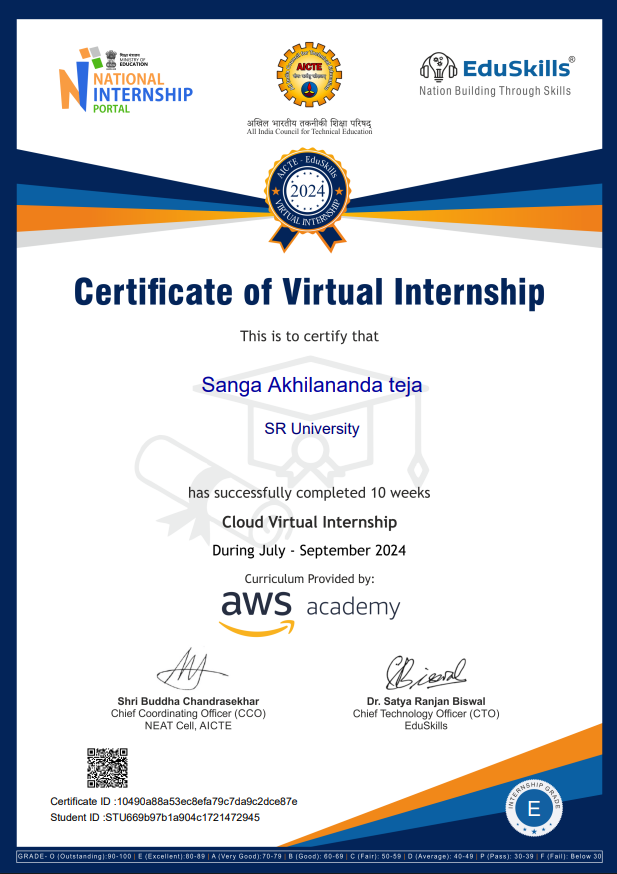 शिक्षा मंत्रालय
MINISTRY OF
EDUCATION
NATIONAL
INTERNSHIP
PORTAL
AICTE
अखिल भारतीय तकनीकी शिक्षा परिषद्
All India Council for Technical Education
EduSkills®
Nation Building Through Skills
AICTE - EduSkills
2024
VIRTUAL INTERNSHIP
Certificate of Virtual Internship
This is to certify that
Sanga Akhilananda teja
SR University
has successfully completed 10 weeks
Cloud Virtual Internship
During July - September 2024
Curriculum Provided by:
aws academy
Shri Buddha Chandrasekhar
Chief Coordinating Officer (CCO)
NEAT Cell, AICTE
Dr. Satya Ranjan Biswal
Chief Technology Officer (CTO)
EduSkills
Certificate ID :10490a88a53ec8efa79c7da9c2dce87e
Student ID :STU669b97b1a904c1721472945
INTERNSHIP GRADE
E
GRADE- O (Outstanding):90-100 | E (Excellent):80-89 | A (Very Good):70-79 | B (Good): 60-69 | C (Fair): 50-59 | D (Average): 40-49 | P (Pass): 30-39 | F (Fail): Below 30